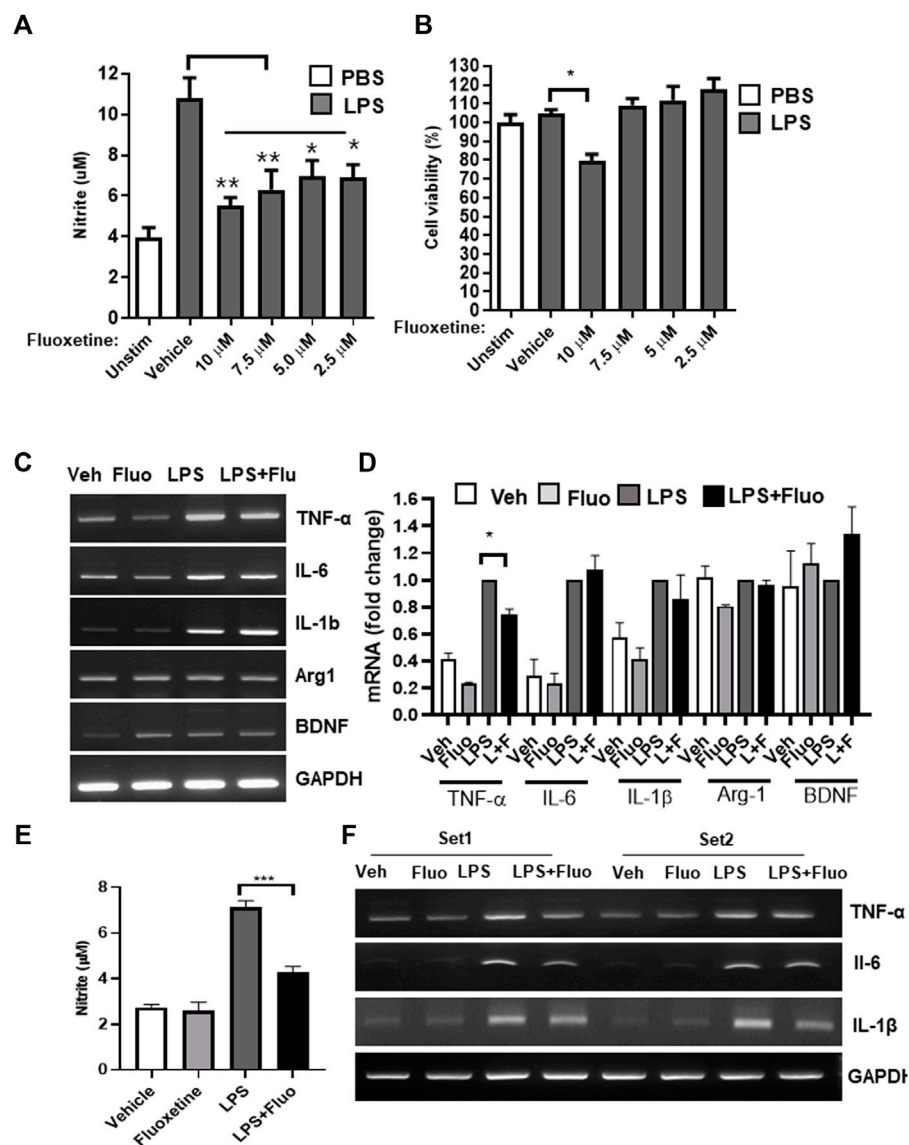 A
Nitrite (uM)
12
10
8
6
4
2
0
PBS
LPS
** ** * *
Fluoxetine:
Unstim
Vehicle
10 µM
7.5 µM
5.0 µM
2.5 µM
B
Cell viability (%)
130
120
110
100
90
80
70
60
50
40
30
20
10
0
*
PBS
LPS
Fluoxetine:
Unstim
Vehicle
10 µM
7.5 µM
5 µM
2.5 µM
C
Veh Fluo LPS LPS+Flu
TNF-α
IL-6
IL-1b
Arg1
BDNF
GAPDH
D
mRNA (fold change)
1.6
1.4
1.2
1.0
0.8
0.6
0.4
0.2
0.0
Veh Fluo LPS LPS+Fluo
*
Veh Fluo LPS L+F Veh Fluo LPS L+F Veh Fluo LPS L+F Veh Fluo LPS L+F Veh Fluo LPS L+F
TNF-α IL-6 IL-1β Arg-1 BDNF
E
Nitrite (µM)
8
6
4
2
0
***
Vehicle
Fluoxetine
LPS
LPS+Fluo
F
Set1 Set2
Veh Fluo LPS LPS+Fluo Veh Fluo LPS LPS+Fluo
TNF-α
Il-6
IL-1β
GAPDH